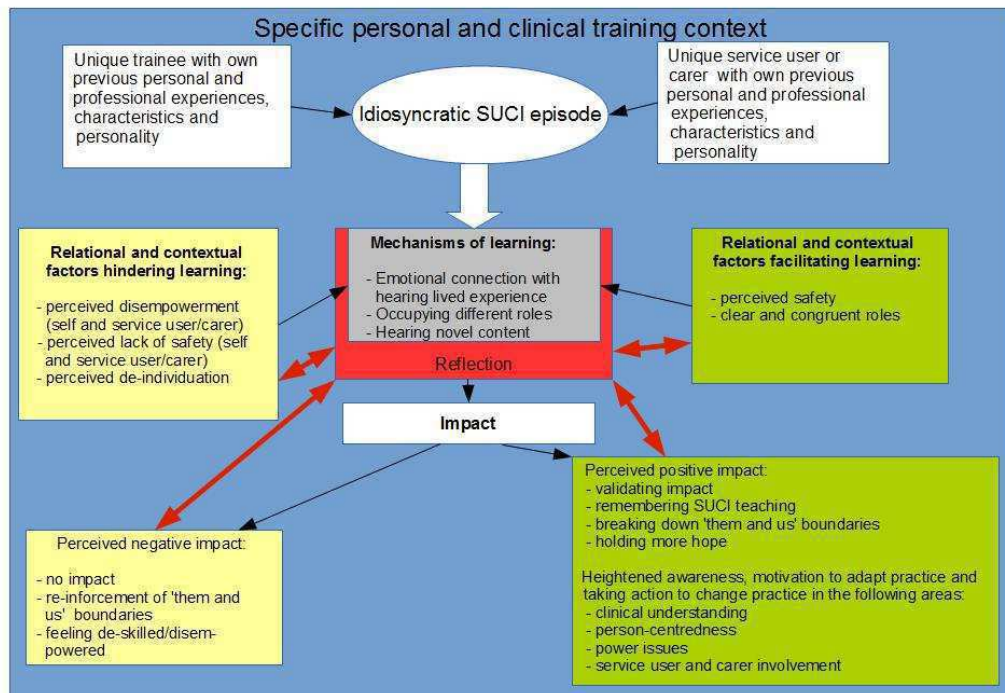 Specific personal and clinical training context
Unique trainee with own
previous personal and
professional experiences,
characteristics and
personality
Idiosyncratic SUCI episode
Unique service user or
carer with own previous
personal and professional
experiences,
characteristics and
personality
Relational and contextual
factors hindering learning:
- perceived disempowerment
(self and service user/carer)
- perceived lack of safety (self
and service user/carer)
- perceived de-individuation
Mechanisms of learning:
- Emotional connection with
hearing lived experience
- Occupying different roles
- Hearing novel content
Reflection
Relational and contextual
factors facilitating learning:
- perceived safety
- clear and congruent roles
Impact
Perceived negative impact:
- no impact
- re-inforcement of 'them and
us' boundaries
- feeling de-skilled/disem-
powered
Perceived positive impact:
- validating impact
- remembering SUCI teaching
- breaking down 'them and us' boundaries
- holding more hope
Heightened awareness, motivation to adapt practice and
taking action to change practice in the following areas:
- clinical understanding
- person-centredness
- power issues
- service user and carer involvement